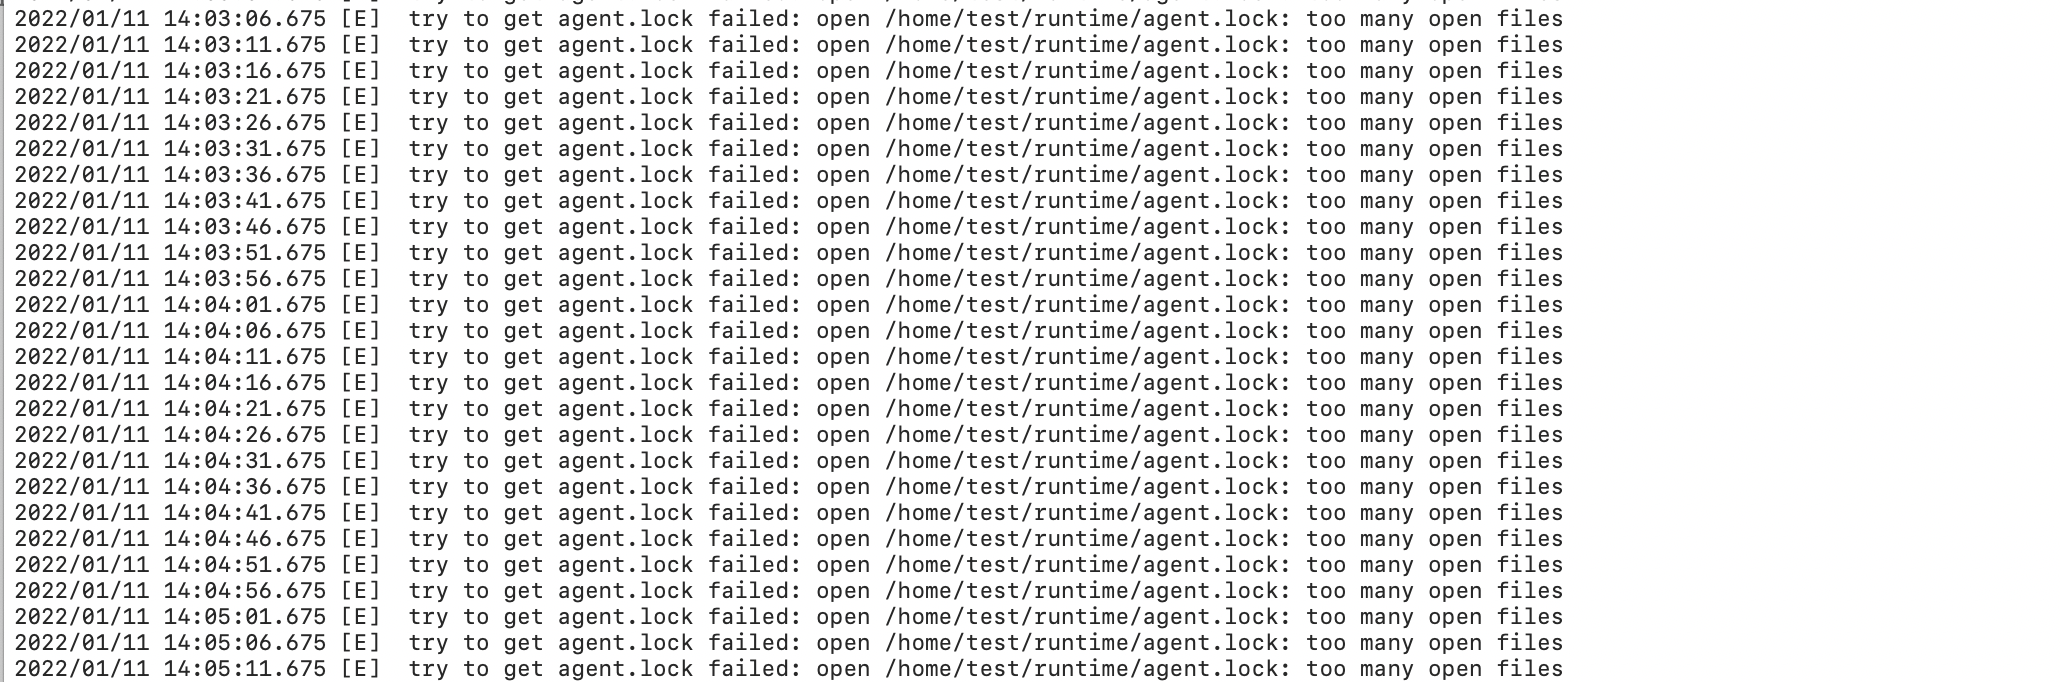 2022/01/11 14:03:06.675 [E]  try to get agent.lock failed: open /home/test/runtime/agent.lock: too many open files
2022/01/11 14:03:11.675 [E]  try to get agent.lock failed: open /home/test/runtime/agent.lock: too many open files
2022/01/11 14:03:16.675 [E]  try to get agent.lock failed: open /home/test/runtime/agent.lock: too many open files
2022/01/11 14:03:21.675 [E]  try to get agent.lock failed: open /home/test/runtime/agent.lock: too many open files
2022/01/11 14:03:26.675 [E]  try to get agent.lock failed: open /home/test/runtime/agent.lock: too many open files
2022/01/11 14:03:31.675 [E]  try to get agent.lock failed: open /home/test/runtime/agent.lock: too many open files
2022/01/11 14:03:36.675 [E]  try to get agent.lock failed: open /home/test/runtime/agent.lock: too many open files
2022/01/11 14:03:41.675 [E]  try to get agent.lock failed: open /home/test/runtime/agent.lock: too many open files
2022/01/11 14:03:46.675 [E]  try to get agent.lock failed: open /home/test/runtime/agent.lock: too many open files
2022/01/11 14:03:51.675 [E]  try to get agent.lock failed: open /home/test/runtime/agent.lock: too many open files
2022/01/11 14:03:56.675 [E]  try to get agent.lock failed: open /home/test/runtime/agent.lock: too many open files
2022/01/11 14:04:01.675 [E]  try to get agent.lock failed: open /home/test/runtime/agent.lock: too many open files
2022/01/11 14:04:06.675 [E]  try to get agent.lock failed: open /home/test/runtime/agent.lock: too many open files
2022/01/11 14:04:11.675 [E]  try to get agent.lock failed: open /home/test/runtime/agent.lock: too many open files
2022/01/11 14:04:16.675 [E]  try to get agent.lock failed: open /home/test/runtime/agent.lock: too many open files
2022/01/11 14:04:21.675 [E]  try to get agent.lock failed: open /home/test/runtime/agent.lock: too many open files
2022/01/11 14:04:26.675 [E]  try to get agent.lock failed: open /home/test/runtime/agent.lock: too many open files
2022/01/11 14:04:31.675 [E]  try to get agent.lock failed: open /home/test/runtime/agent.lock: too many open files
2022/01/11 14:04:36.675 [E]  try to get agent.lock failed: open /home/test/runtime/agent.lock: too many open files
2022/01/11 14:04:41.675 [E]  try to get agent.lock failed: open /home/test/runtime/agent.lock: too many open files
2022/01/11 14:04:46.675 [E]  try to get agent.lock failed: open /home/test/runtime/agent.lock: too many open files
2022/01/11 14:04:51.675 [E]  try to get agent.lock failed: open /home/test/runtime/agent.lock: too many open files
2022/01/11 14:04:56.675 [E]  try to get agent.lock failed: open /home/test/runtime/agent.lock: too many open files
2022/01/11 14:05:01.675 [E]  try to get agent.lock failed: open /home/test/runtime/agent.lock: too many open files
2022/01/11 14:05:06.675 [E]  try to get agent.lock failed: open /home/test/runtime/agent.lock: too many open files
2022/01/11 14:05:11.675 [E]  try to get agent.lock failed: open /home/test/runtime/agent.lock: too many open files